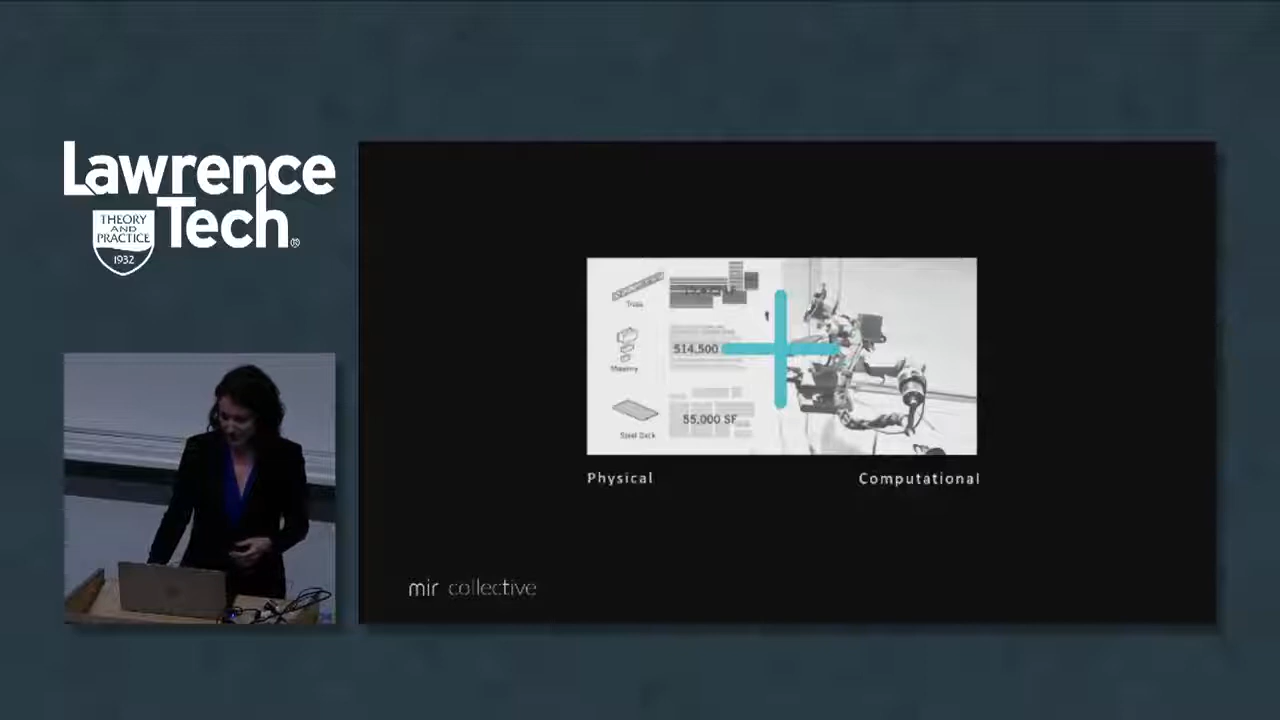 Lawrence
Tech®
THEORY
AND
PRACTICE
1932
Truss
514,500
Masonry
55,000 SF
Steel Deck
Physical
Computational
mir collective